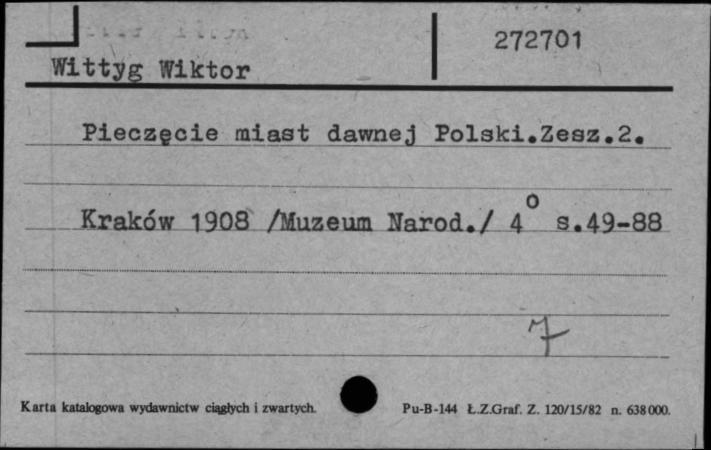 272701
Wittyg Wiktor
Pieczęcie miast dawnej Polski.Zesz.2.
Kraków 1908 /Muzeum Narod./ 4° s.49-88
7
Karta katalogowa wydawnictw ciągłych i zwartych. Pu-B-144 Ł.Z.Graf. Z. 120/15/82 n. 638 000.